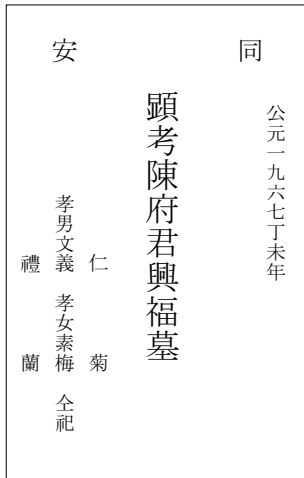 同安
公元一九六七丁未年
顕考陳府君興福墓
仁 菊
孝男文義 孝女素梅 仝祀
禮 蘭